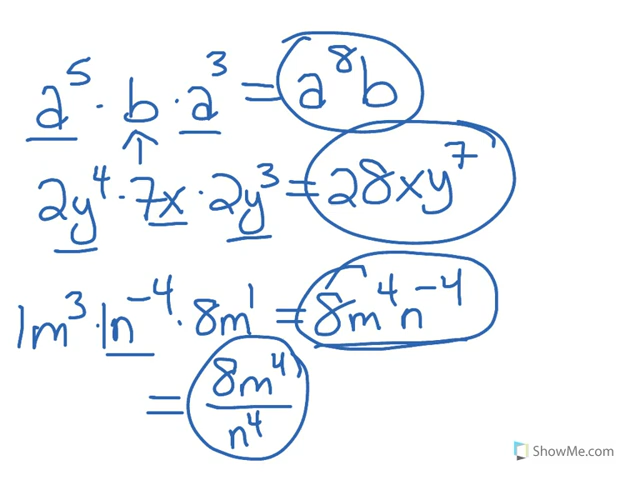 a⁵ · b · a³ = a⁸b
2y⁴ · 7x · 2y³ = 28xy⁷
1m³ · 1n⁻⁴ · 8m¹ = 8m⁴n⁻⁴
= 8m⁴/n⁴
ShowMe.com